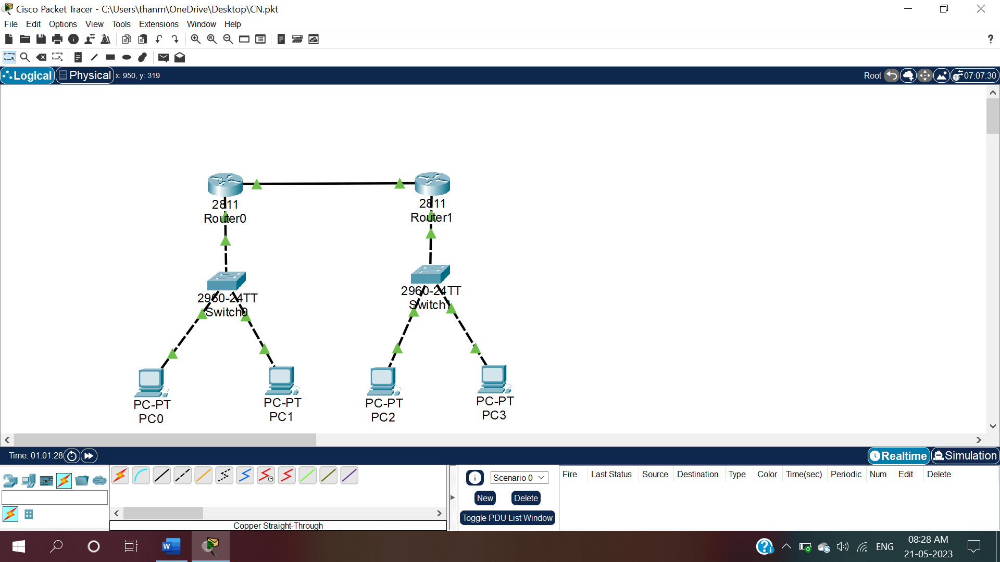 Cisco Packet Tracer - C:\Users\thanm\OneDrive\Desktop\CN.pkt
File Edit Options View Tools Extensions Window Help
?
Logical Physical x: 950, y: 319 Root 07:07:30
2811
Router0
2811
Router1
2960-24TT
Switch0
2960-24TT
Switch1
PC-PT
PC0
PC-PT
PC1
PC-PT
PC2
PC-PT
PC3
Time: 01:01:28 Realtime Simulation
Scenario 0
New Delete
Toggle PDU List Window
Fire Last Status Source Destination Type Color Time(sec) Periodic Num Edit Delete
Copper Straight-Through
ENG
08:28 AM
21-05-2023